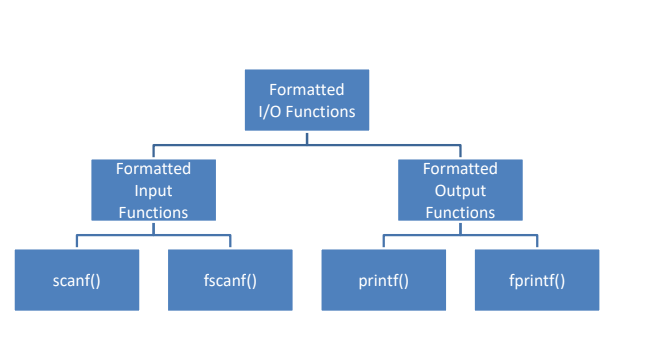 Formatted
I/O Functions
Formatted
Input
Functions
Formatted
Output
Functions
scanf()
fscanf()
printf()
fprintf()